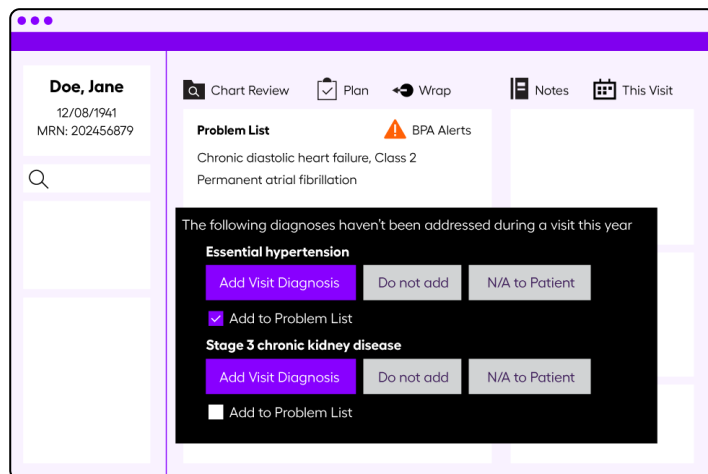 Doe, Jane
12/08/1941
MRN: 202456879
Chart Review
Plan
Wrap
Notes
This Visit
Problem List
BPA Alerts
Chronic diastolic heart failure, Class 2
Permanent atrial fibrillation
The following diagnoses haven't been addressed during a visit this year
Essential hypertension
Add Visit Diagnosis
Do not add
N/A to Patient
Add to Problem List
Stage 3 chronic kidney disease
Add Visit Diagnosis
Do not add
N/A to Patient
Add to Problem List